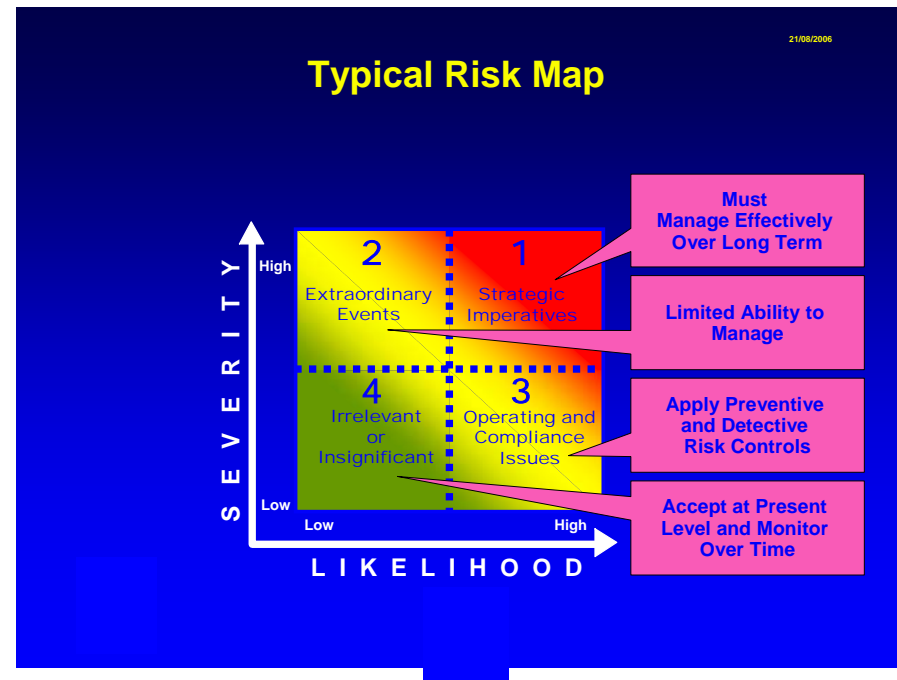 21/08/2006
Typical Risk Map
Must
Manage Effectively
Over Long Term
Limited Ability to
Manage
Apply Preventive
and Detective
Risk Controls
Accept at Present
Level and Monitor
Over Time
SEVERITY
High
Low
2
Extraordinary
Events
1
Strategic
Imperatives
4
Irrelevant
or
Insignificant
3
Operating and
Compliance
Issues
Low
High
LIKELIHOOD